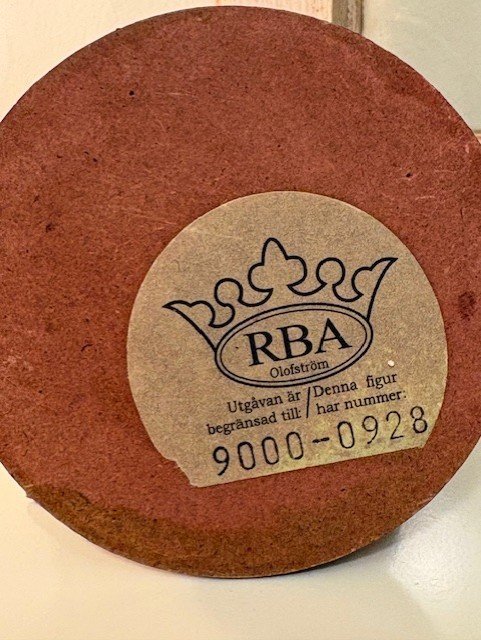 RBA
Olofström
Utgåvan är / Denna figur
begränsad till: / har nummer:
9000-0928